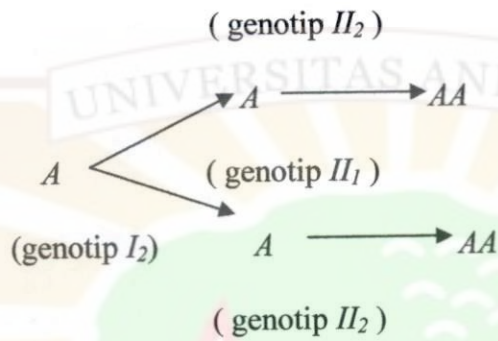 ( genotip II₂ )
UNIVERSITAS AN
A AA
A ( genotip II₁ )
(genotip I₂) A AA
( genotip II₂ )